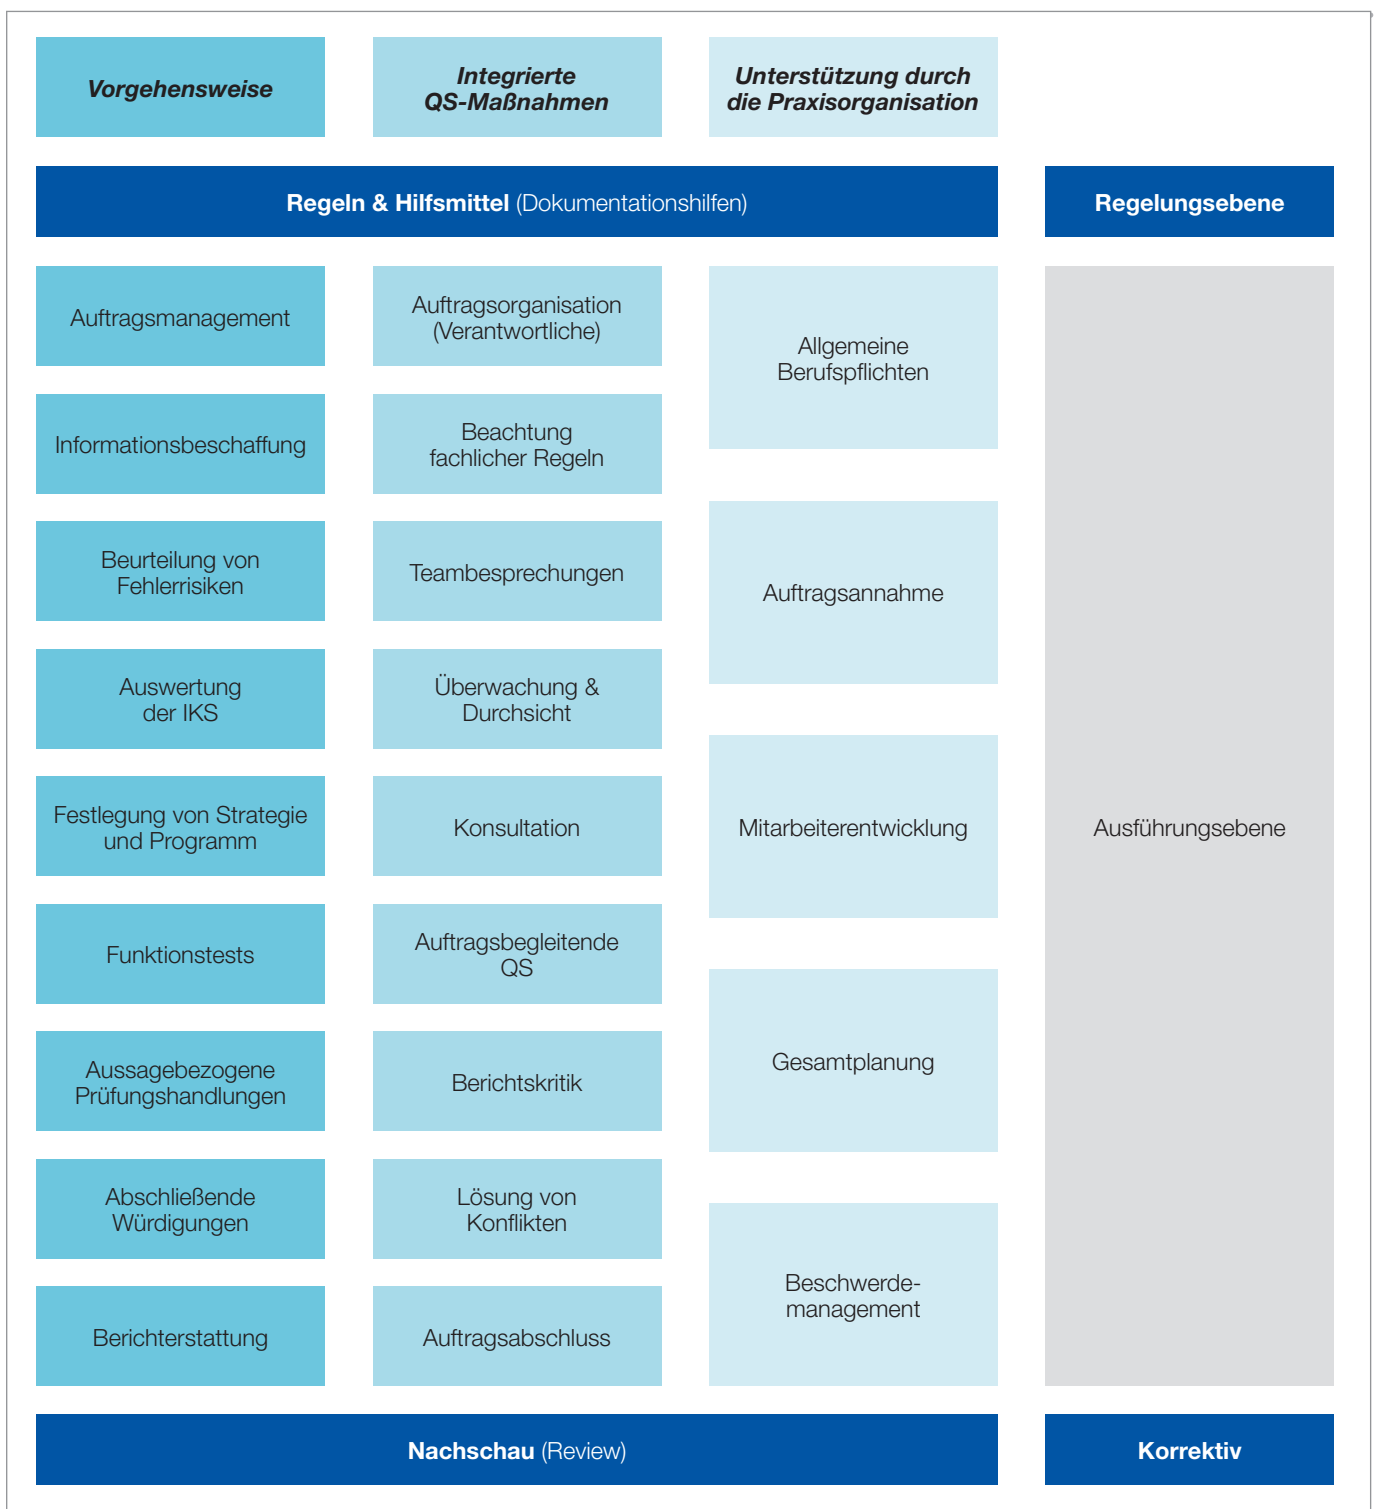 Vorgehensweise
Integrierte
QS-Maßnahmen
Unterstützung durch
die Praxisorganisation
Regeln & Hilfsmittel (Dokumentationshilfen)
Regelungsebene
Auftragsmanagement
Informationsbeschaffung
Beurteilung von
Fehlerrisiken
Auswertung
der IKS
Festlegung von Strategie
und Programm
Funktionstests
Aussagebezogene
Prüfungshandlungen
Abschließende
Würdigungen
Berichterstattung
Auftragsorganisation
(Verantwortliche)
Beachtung
fachlicher Regeln
Teambesprechungen
Überwachung &
Durchsicht
Konsultation
Auftragsbegleitende
QS
Berichtskritik
Lösung von
Konflikten
Auftragsabschluss
Allgemeine
Berufspflichten
Auftragsannahme
Mitarbeiterentwicklung
Gesamtplanung
Beschwerde-
management
Ausführungsebene
Nachschau (Review)
Korrektiv